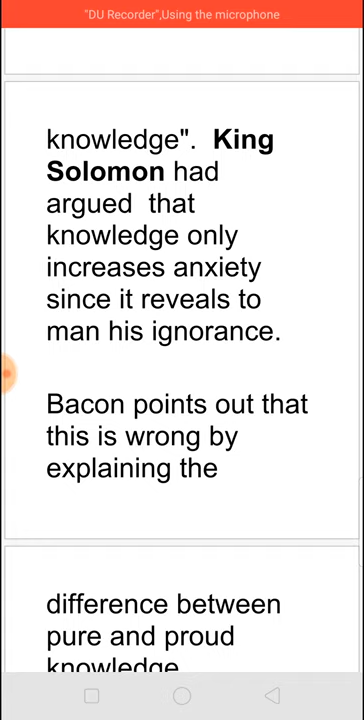 "DU Recorder",Using the microphone
knowledge". King
Solomon had
argued that
knowledge only
increases anxiety
since it reveals to
man his ignorance.
Bacon points out that
this is wrong by
explaining the
difference between
pure and proud
knowledge